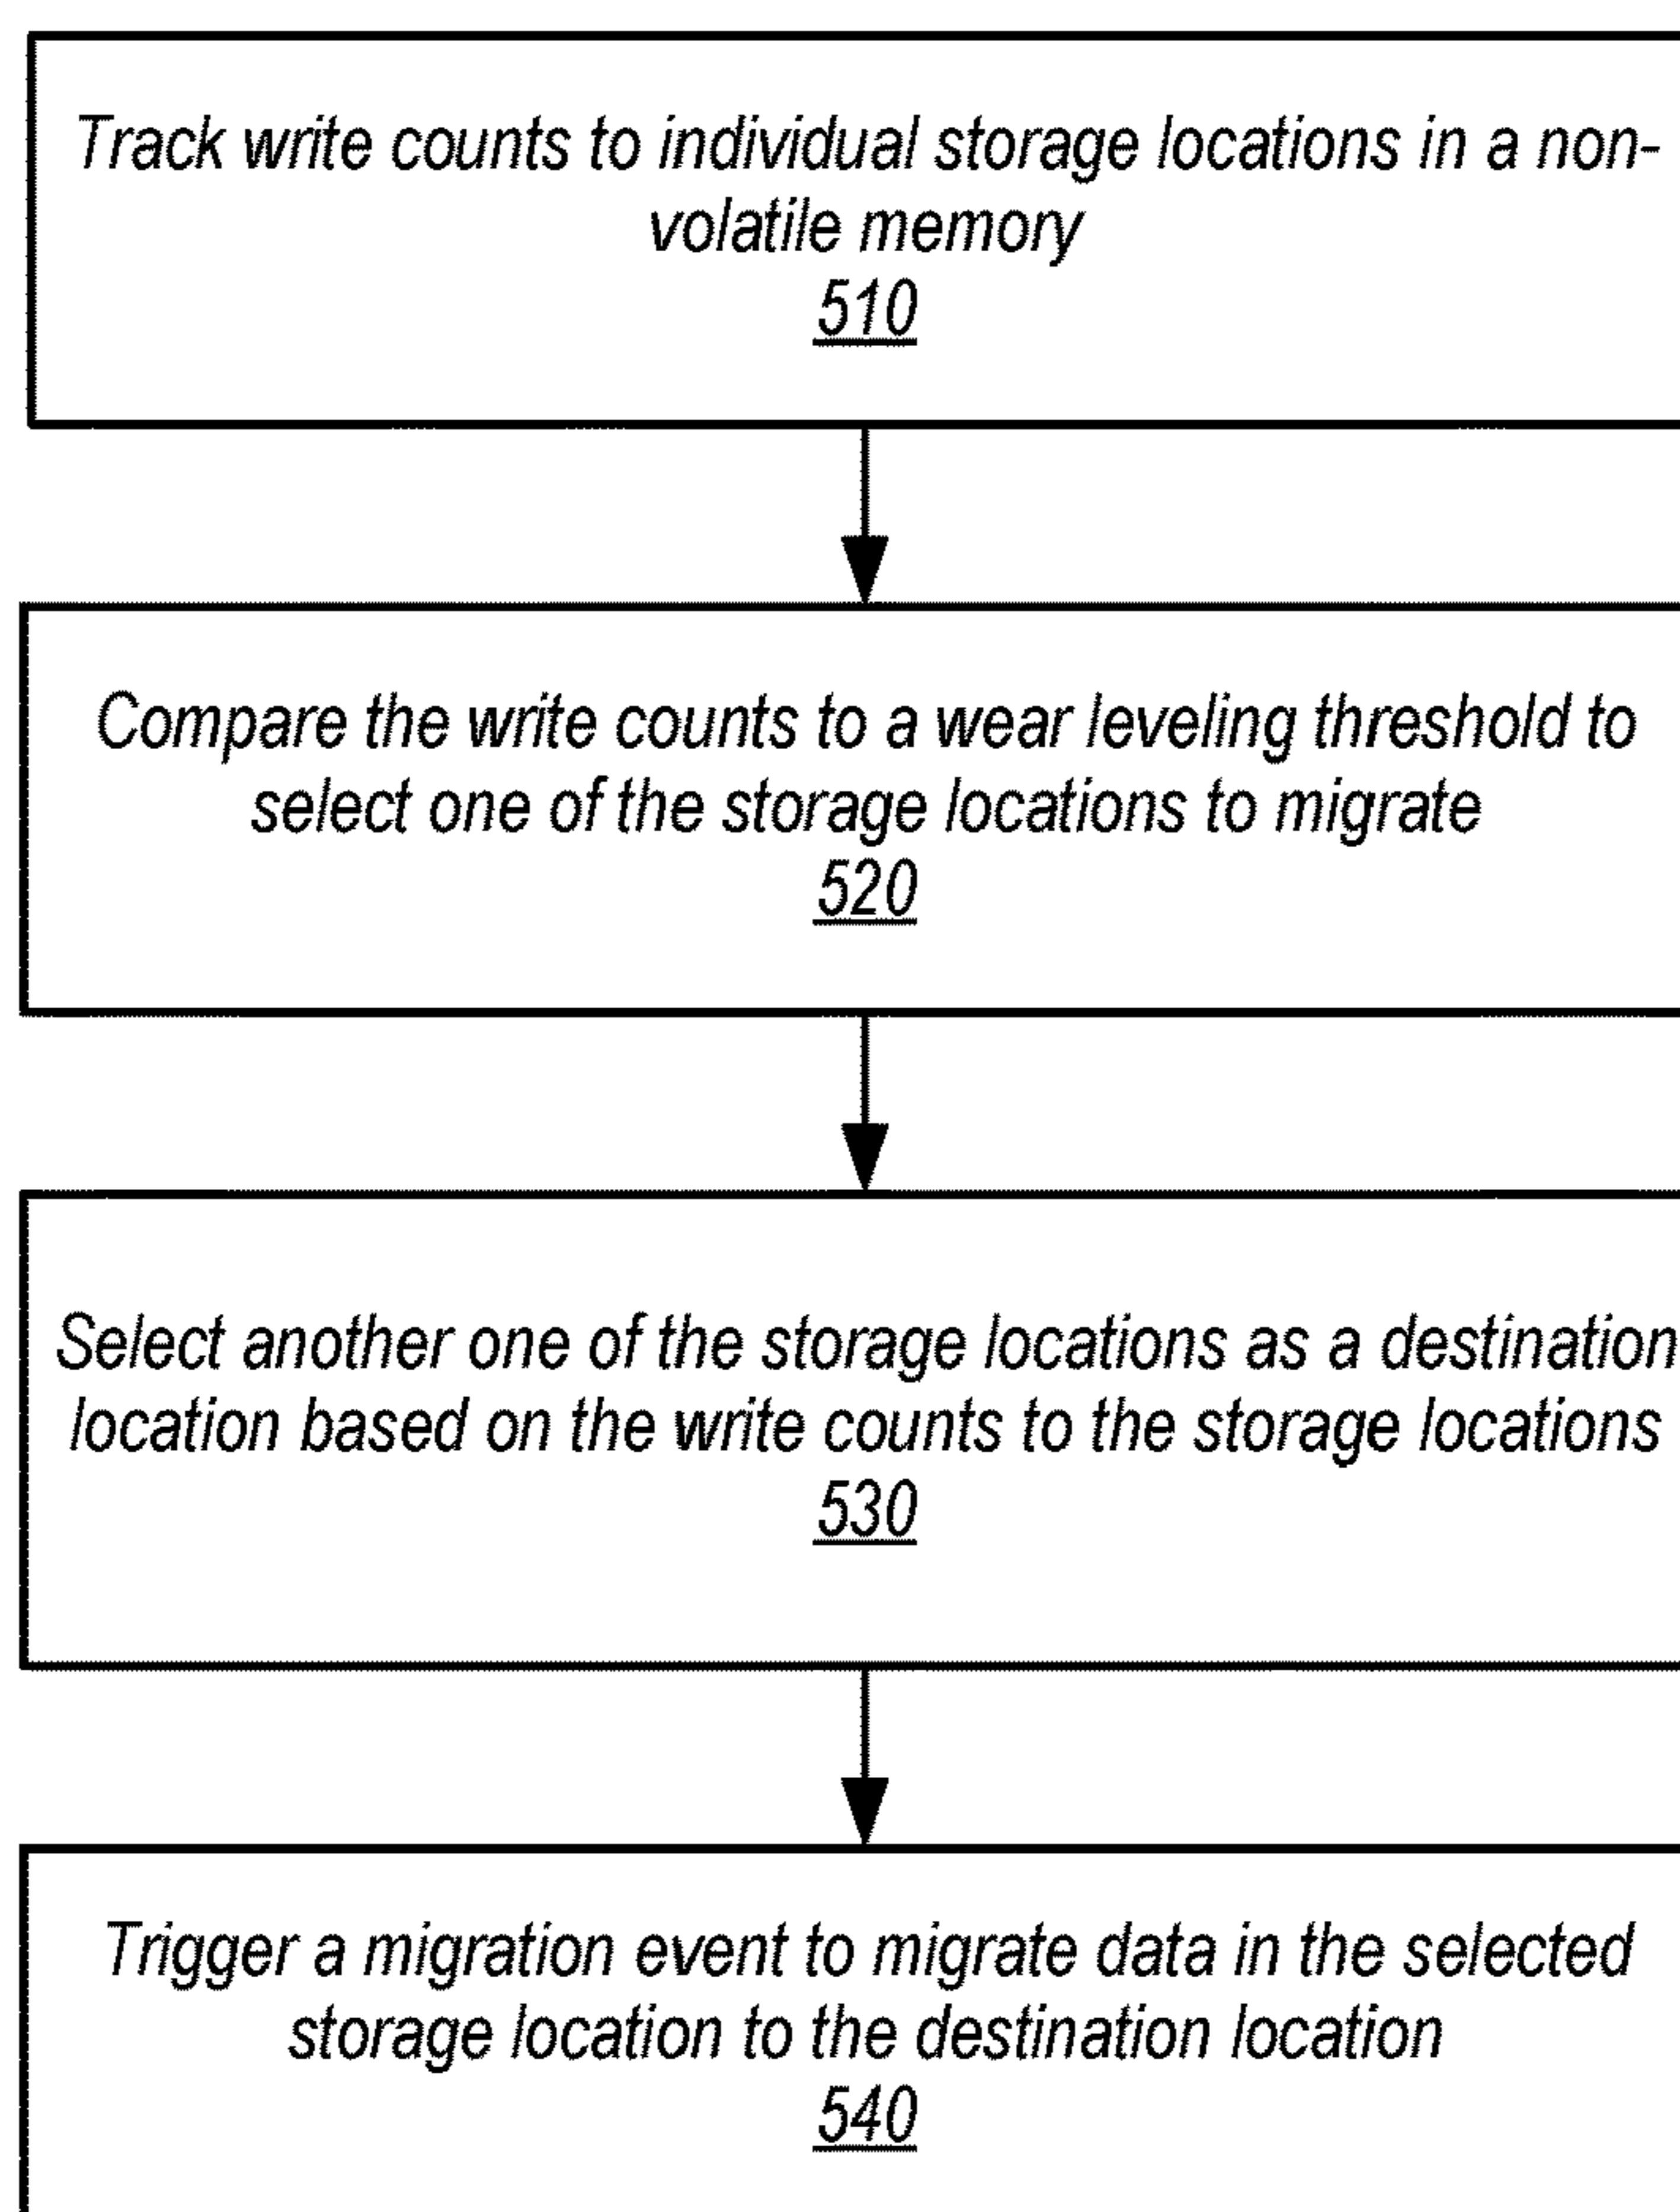 Track write counts to individual storage locations in a non-
volatile memory
510
Compare the write counts to a wear leveling threshold to
select one of the storage locations to migrate
520
Select another one of the storage locations as a destination
location based on the write counts to the storage locations
530
Trigger a migration event to migrate data in the selected
storage location to the destination location
540